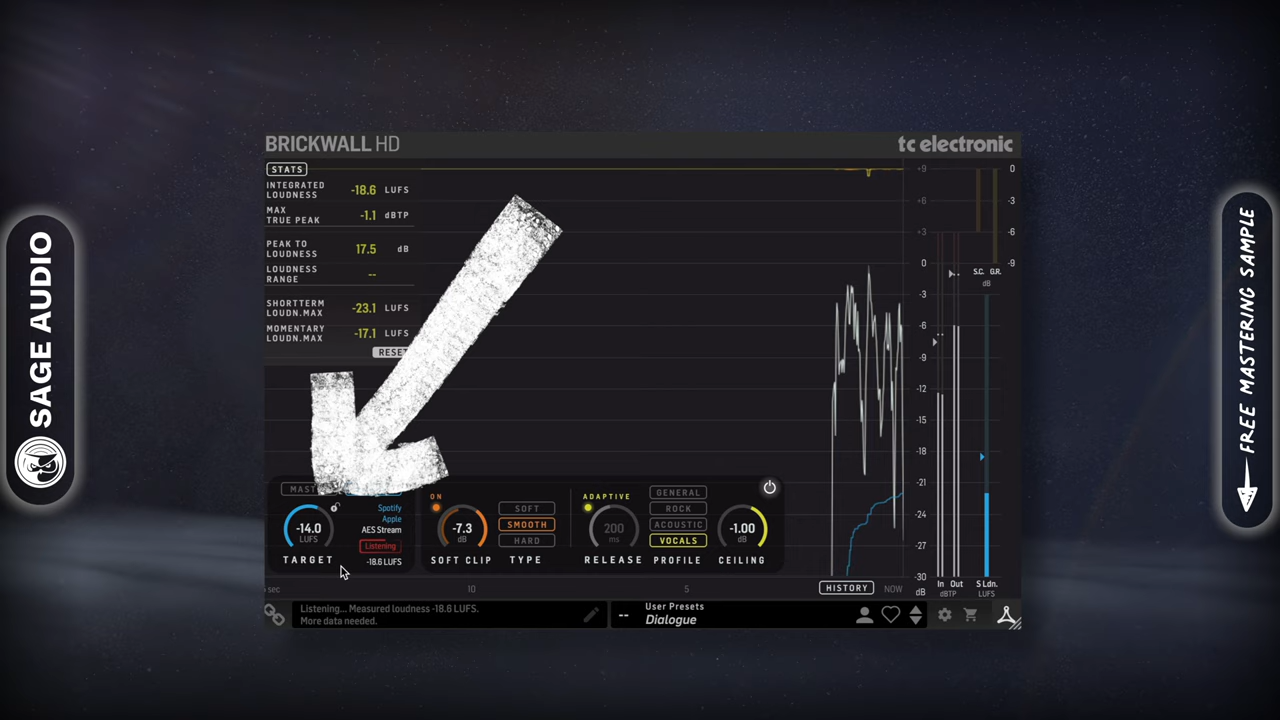 SAGE AUDIO
BRICKWALL HD
tc electronic
STATS
INTEGRATED LOUDNESS -18.6 LUFS
MAX TRUE PEAK -1.1 dBTP
PEAK TO LOUDNESS 17.5 dB
LOUDNESS RANGE --
SHORTTERM LOUDN.MAX -23.1 LUFS
MOMENTARY LOUDN.MAX -17.1 LUFS
RESET
+9
+6
+3
0
-3
-6
-9
-12
-15
-18
-21
-24
-27
-30
dB
0
-3
-6
-9
S.C. G.R.
dB
In Out
dBTP
S Ldn.
LUFS
-14.0
LUFS
TARGET
Spotify
Apple
AES Stream
Listening
-18.6 LUFS
ON
-7.3
dB
SOFT CLIP
SOFT
SMOOTH
HARD
TYPE
ADAPTIVE
200
ms
RELEASE
GENERAL
ROCK
ACOUSTIC
VOCALS
PROFILE
-1.00
dB
CEILING
sec 10 5 HISTORY NOW
Listening... Measured loudness -18.6 LUFS.
More data needed.
-- User Presets
Dialogue
FREE MASTERING SAMPLE